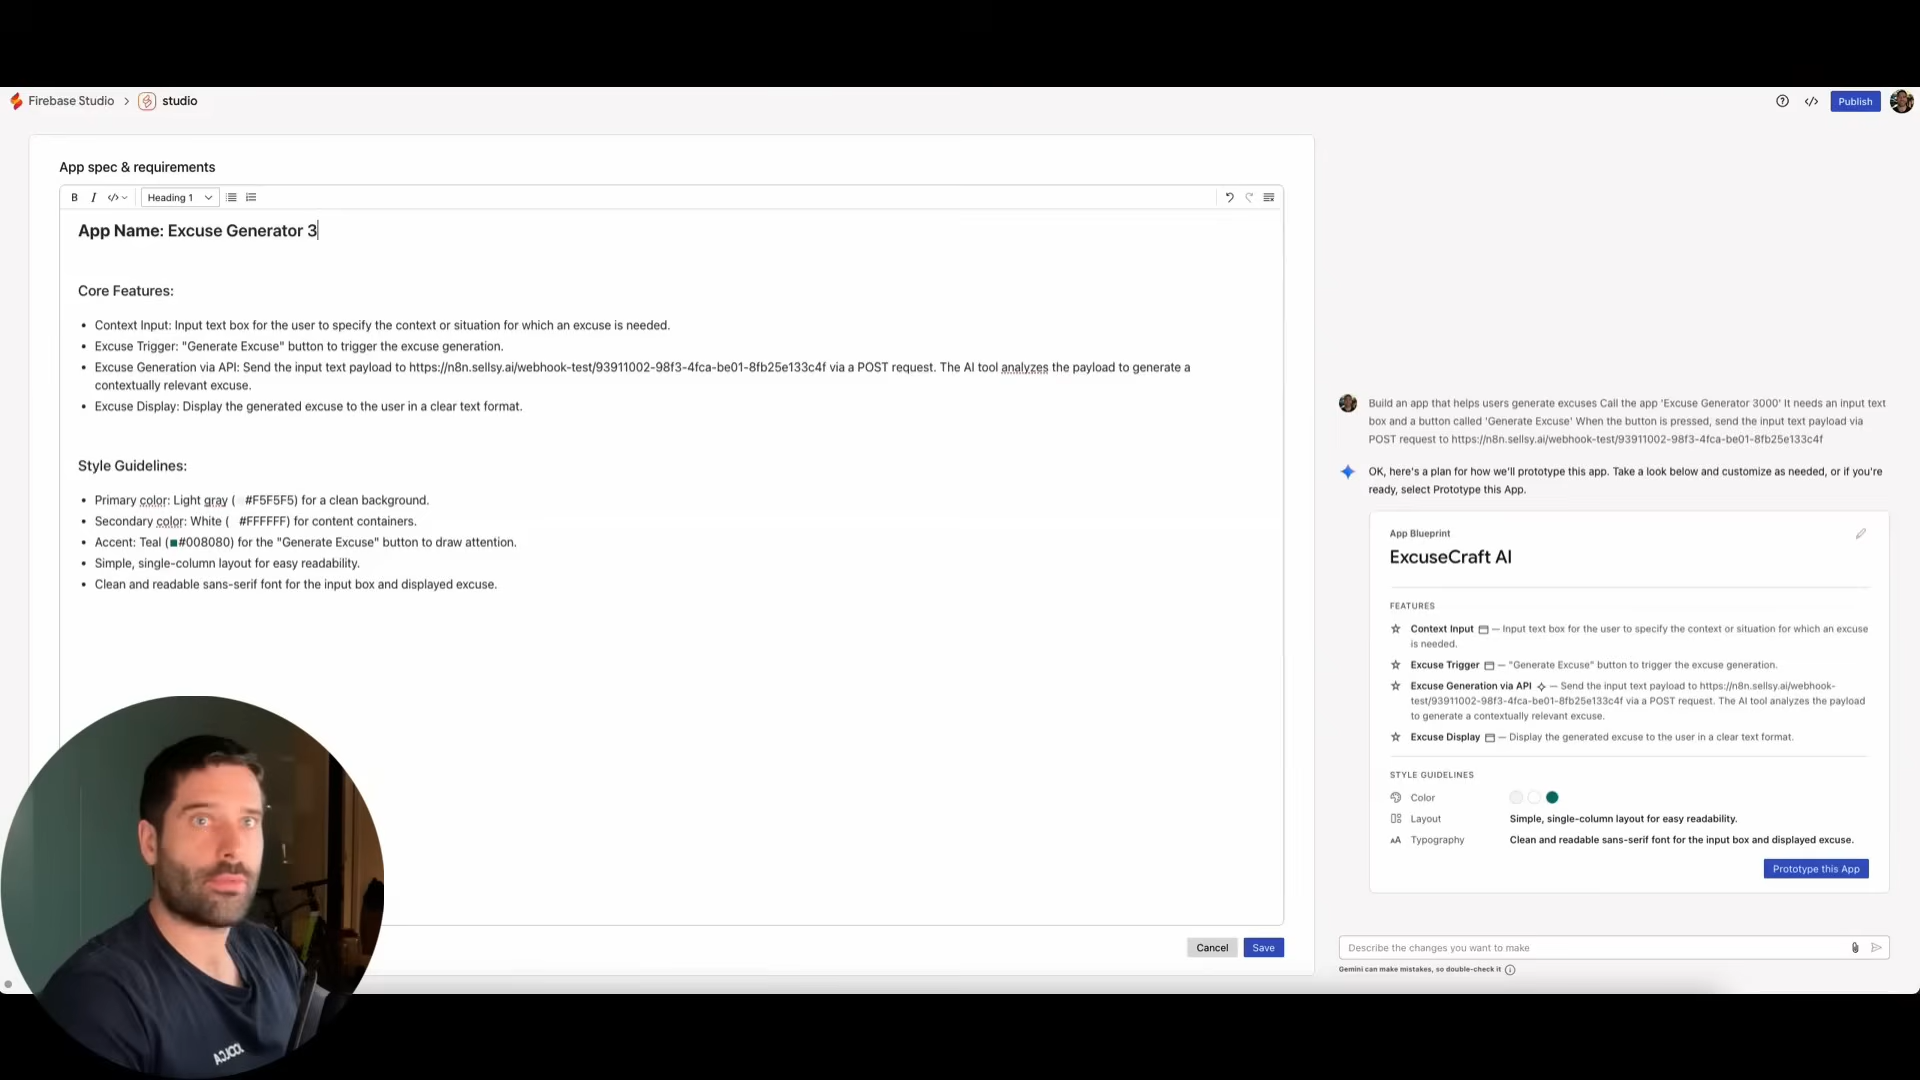 Firebase Studio > studio
Publish
App spec & requirements
B I </> Heading 1
App Name: Excuse Generator 3
Core Features:
• Context Input: Input text box for the user to specify the context or situation for which an excuse is needed.
• Excuse Trigger: "Generate Excuse" button to trigger the excuse generation.
• Excuse Generation via API: Send the input text payload to https://n8n.sellsy.ai/webhook-test/93911002-98f3-4fca-be01-8fb25e133c4f via a POST request. The AI tool analyzes the payload to generate a
contextually relevant excuse.
• Excuse Display: Display the generated excuse to the user in a clear text format.
Style Guidelines:
• Primary color: Light gray ( #F5F5F5) for a clean background.
• Secondary color: White ( #FFFFFF) for content containers.
• Accent: Teal (#008080) for the "Generate Excuse" button to draw attention.
• Simple, single-column layout for easy readability.
• Clean and readable sans-serif font for the input box and displayed excuse.
Cancel
Save
Build an app that helps users generate excuses Call the app 'Excuse Generator 3000' It needs an input text
box and a button called 'Generate Excuse' When the button is pressed, send the input text payload via
POST request to https://n8n.sellsy.ai/webhook-test/93911002-98f3-4fca-be01-8fb25e133c4f
OK, here's a plan for how we'll prototype this app. Take a look below and customize as needed, or if you're
ready, select Prototype this App.
App Blueprint
ExcuseCraft AI
FEATURES
Context Input — Input text box for the user to specify the context or situation for which an excuse
is needed.
Excuse Trigger — "Generate Excuse" button to trigger the excuse generation.
Excuse Generation via API — Send the input text payload to https://n8n.sellsy.ai/webhook-
test/93911002-98f3-4fca-be01-8fb25e133c4f via a POST request. The AI tool analyzes the payload
to generate a contextually relevant excuse.
Excuse Display — Display the generated excuse to the user in a clear text format.
STYLE GUIDELINES
Color
Layout Simple, single-column layout for easy readability.
AA Typography Clean and readable sans-serif font for the input box and displayed excuse.
Prototype this App
Describe the changes you want to make
Gemini can make mistakes, so double-check it